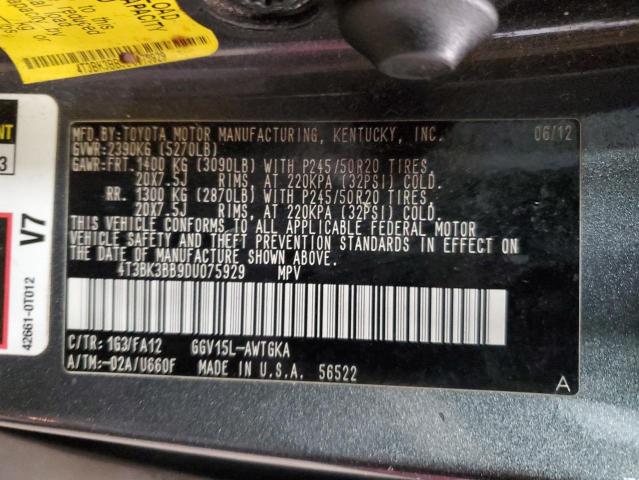 LOAD
CAPACITY
4T3BK3BB9DU075929
MFD.BY:TOYOTA MOTOR MANUFACTURING, KENTUCKY, INC. 06/12
GVWR:2390KG (5270LB)
GAWR:FRT. 1400 KG (3090LB) WITH P245/50R20 TIRES,
20X7.5J RIMS, AT 220KPA (32PSI) COLD.
RR. 1300 KG (2870LB) WITH P245/50R20 TIRES,
20X7.5J RIMS, AT 220KPA (32PSI) COLD.
THIS VEHICLE CONFORMS TO ALL APPLICABLE FEDERAL MOTOR
VEHICLE SAFETY AND THEFT PREVENTION STANDARDS IN EFFECT
ON THE DATE OF MANUFACTURE SHOWN ABOVE.
4T3BK3BB9DU075929 MPV
C/TR: 1G3/FA12 GGV15L-AWTGKA
A/TM:-02A/U660F MADE IN U.S.A. 56522
A
V7
42661-0T012